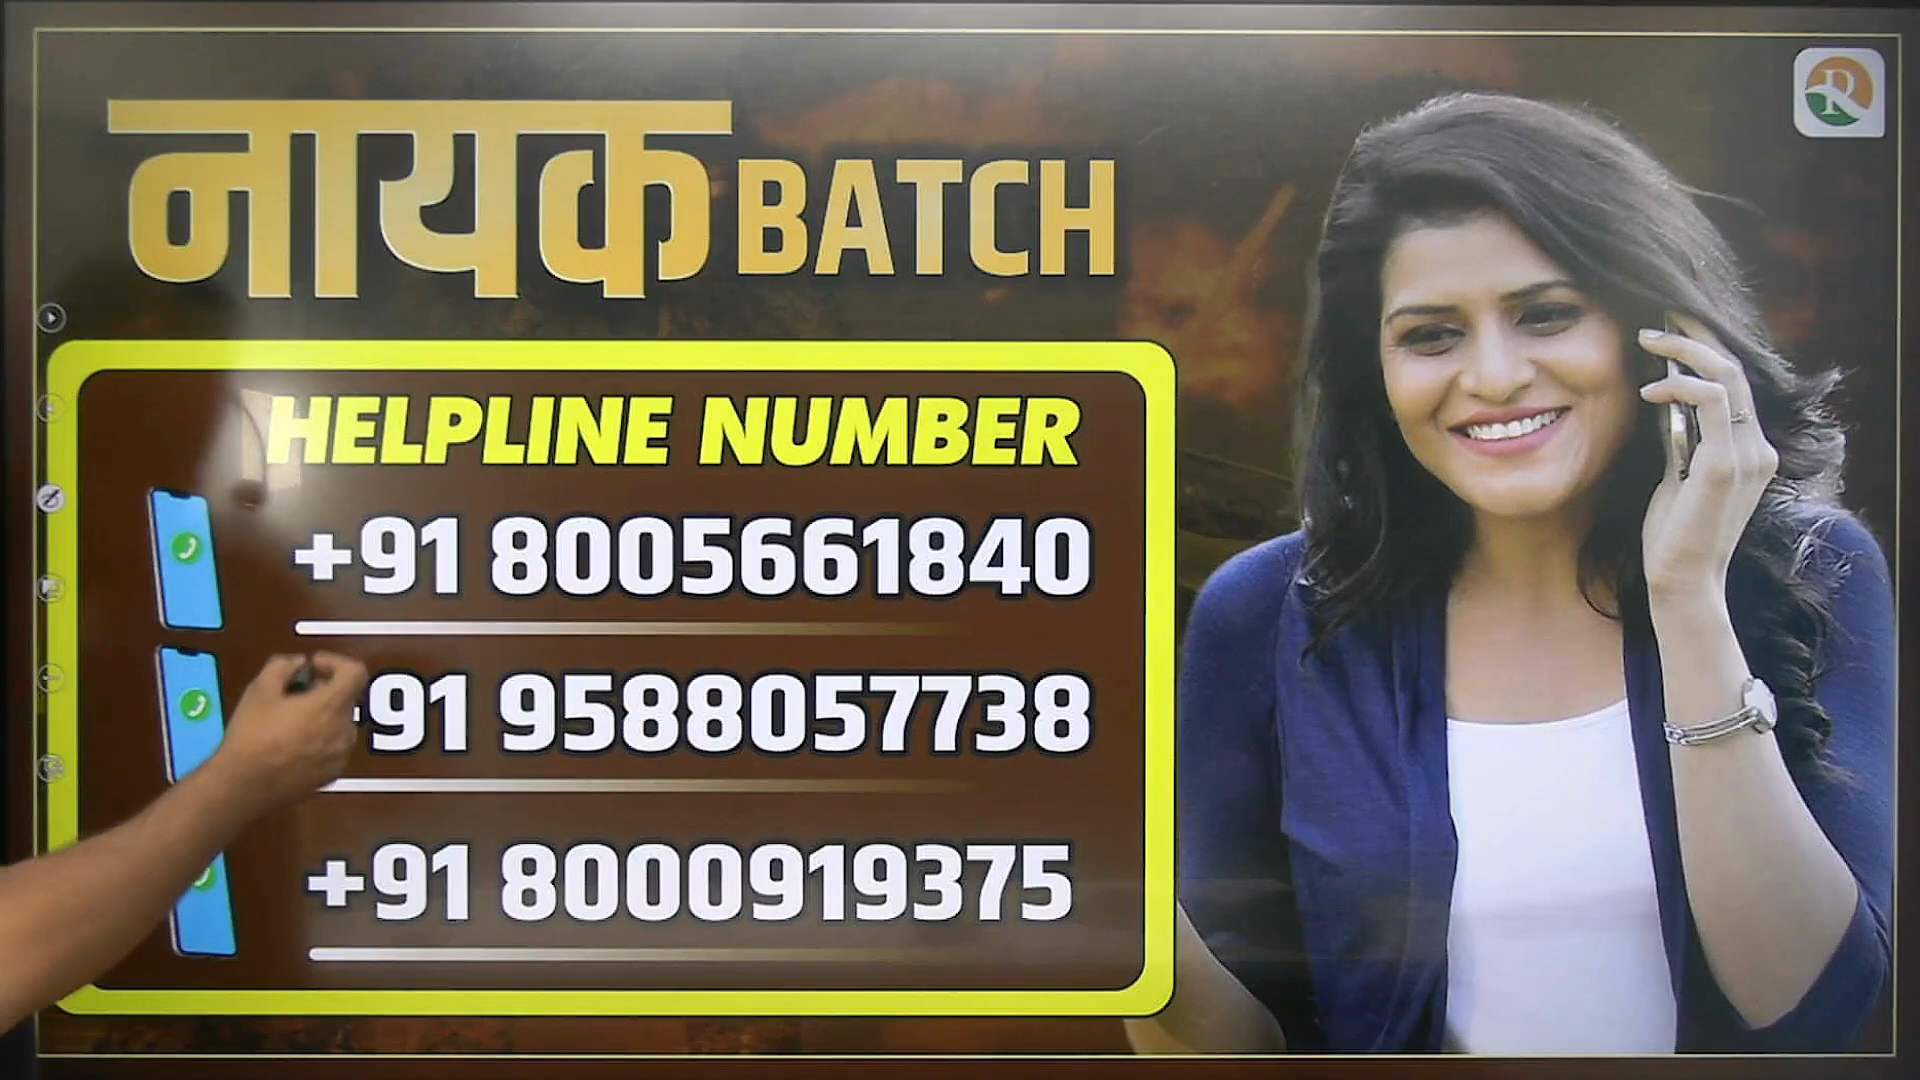 नायक BATCH
HELPLINE NUMBER
+91 8005661840
+91 9588057738
+91 8000919375